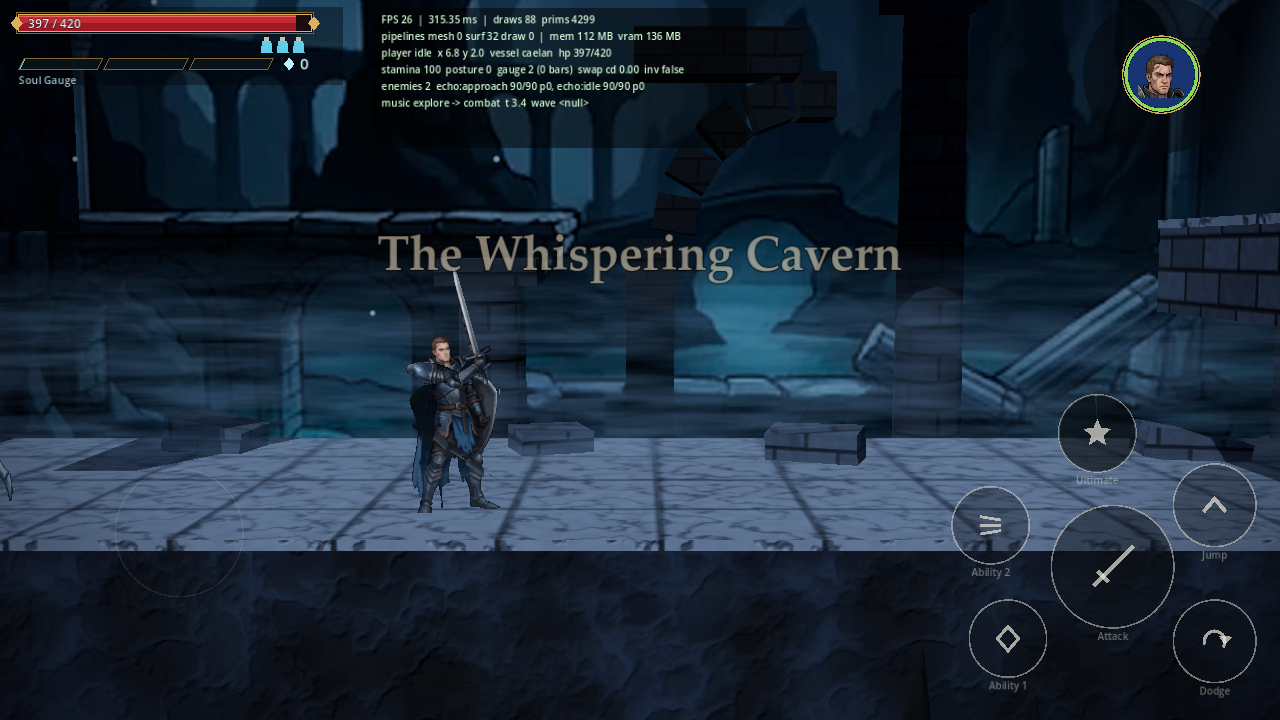 397 / 420
0
Soul Gauge
FPS 26 | 315.35 ms | draws 88 prims 4299
pipelines mesh 0 surf 32 draw 0 | mem 112 MB vram 136 MB
player idle x 6.8 y 2.0 vessel caelan hp 397/420
stamina 100 posture 0 gauge 2 (0 bars) swap cd 0.00 inv false
enemies 2 echo:approach 90/90 p0, echo:idle 90/90 p0
music explore -> combat t 3.4 wave <null>
The Whispering Cavern
Ultimate
Jump
Ability 2
Attack
Ability 1
Dodge